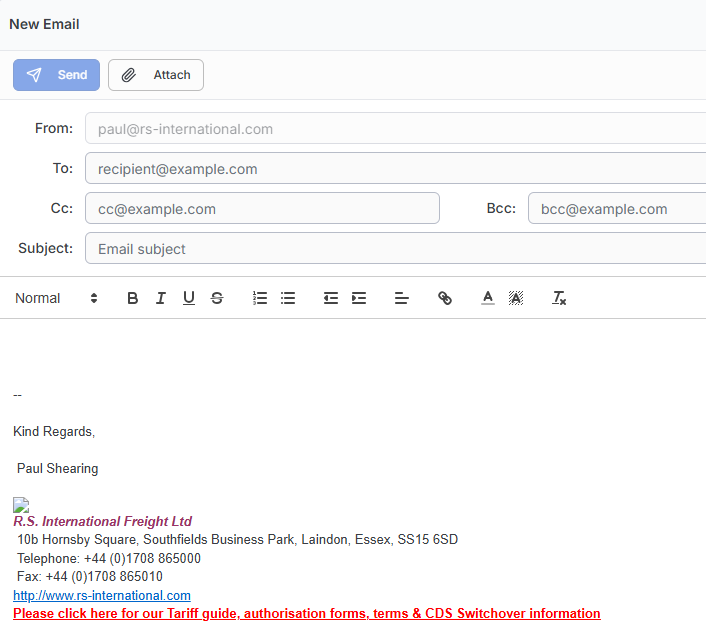 New Email
Send Attach
From: paul@rs-international.com
To: recipient@example.com
Cc: cc@example.com Bcc: bcc@example.com
Subject: Email subject
Normal B I U S A A Tx
--
Kind Regards,
Paul Shearing
R.S. International Freight Ltd
10b Hornsby Square, Southfields Business Park, Laindon, Essex, SS15 6SD
Telephone: +44 (0)1708 865000
Fax: +44 (0)1708 865010
http://www.rs-international.com
Please click here for our Tariff guide, authorisation forms, terms & CDS Switchover information